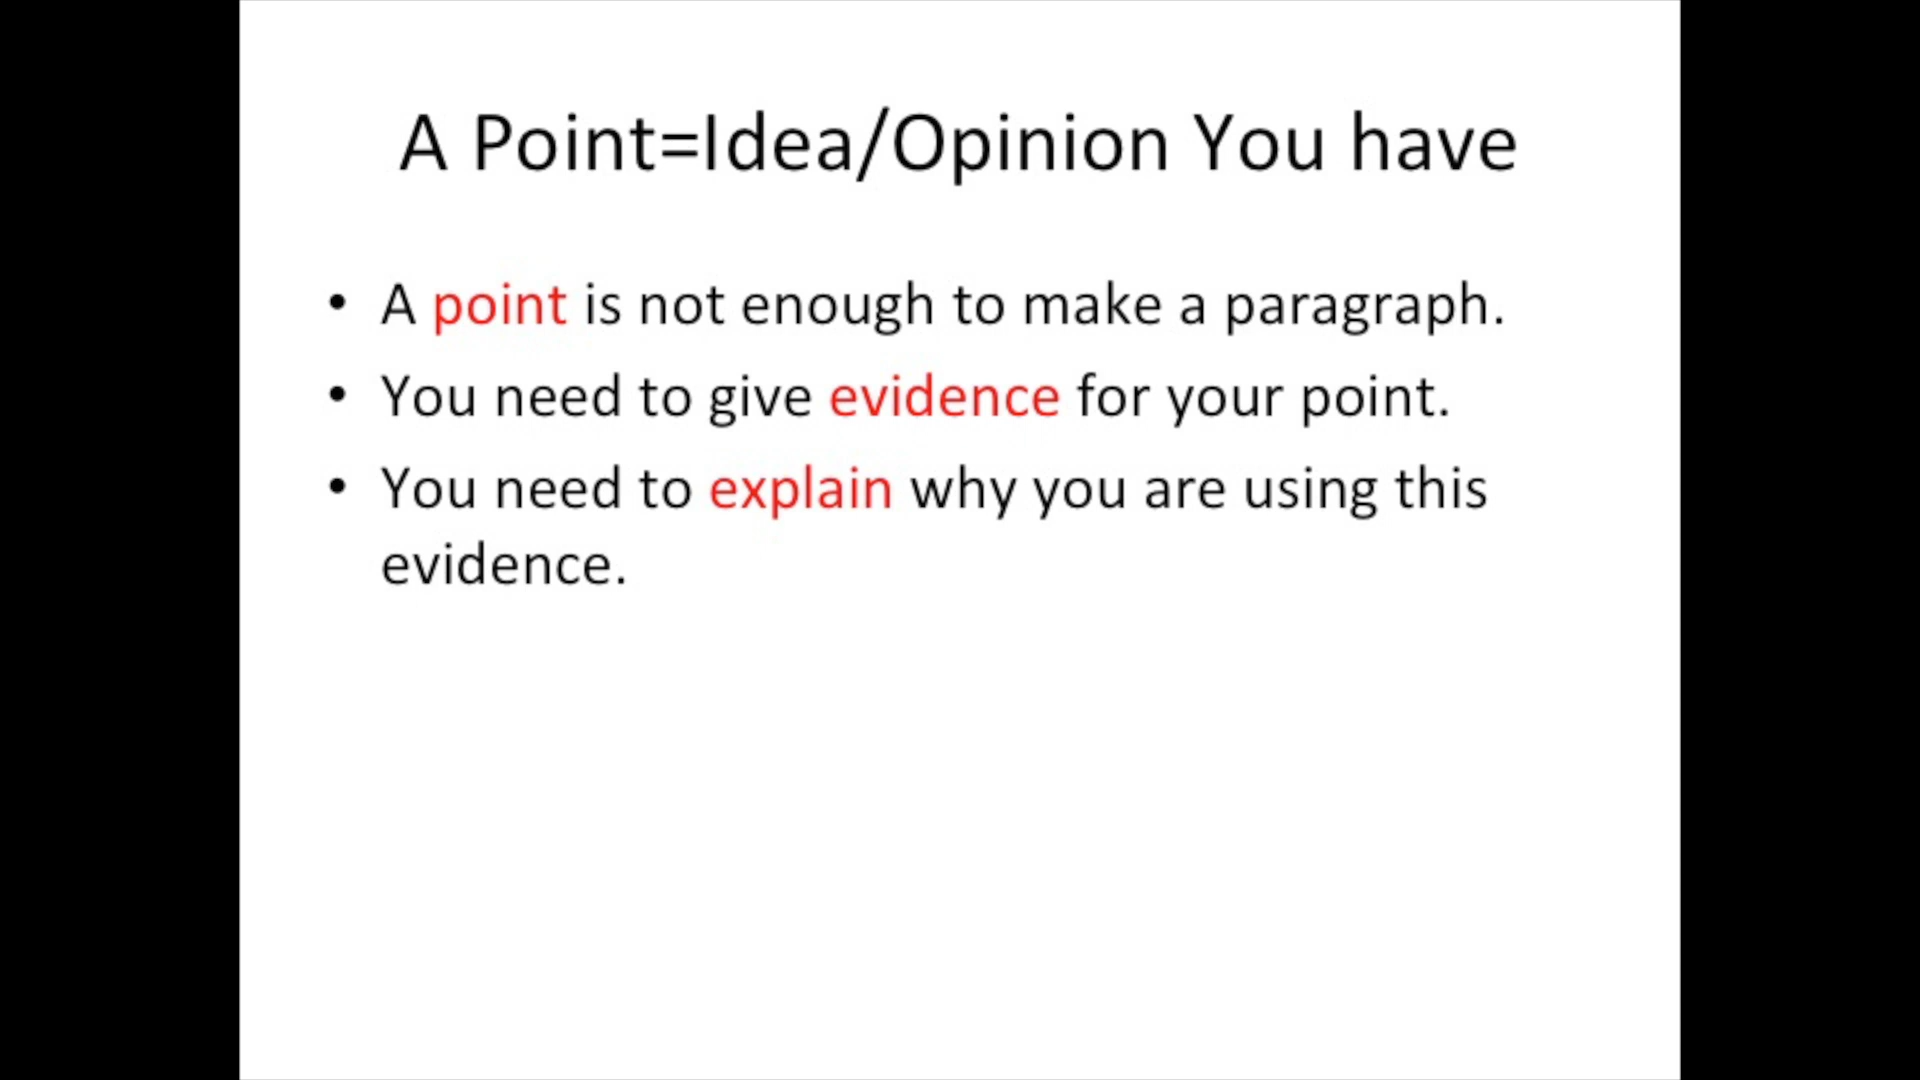 A Point=Idea/Opinion You have
• A point is not enough to make a paragraph.
• You need to give evidence for your point.
• You need to explain why you are using this
evidence.